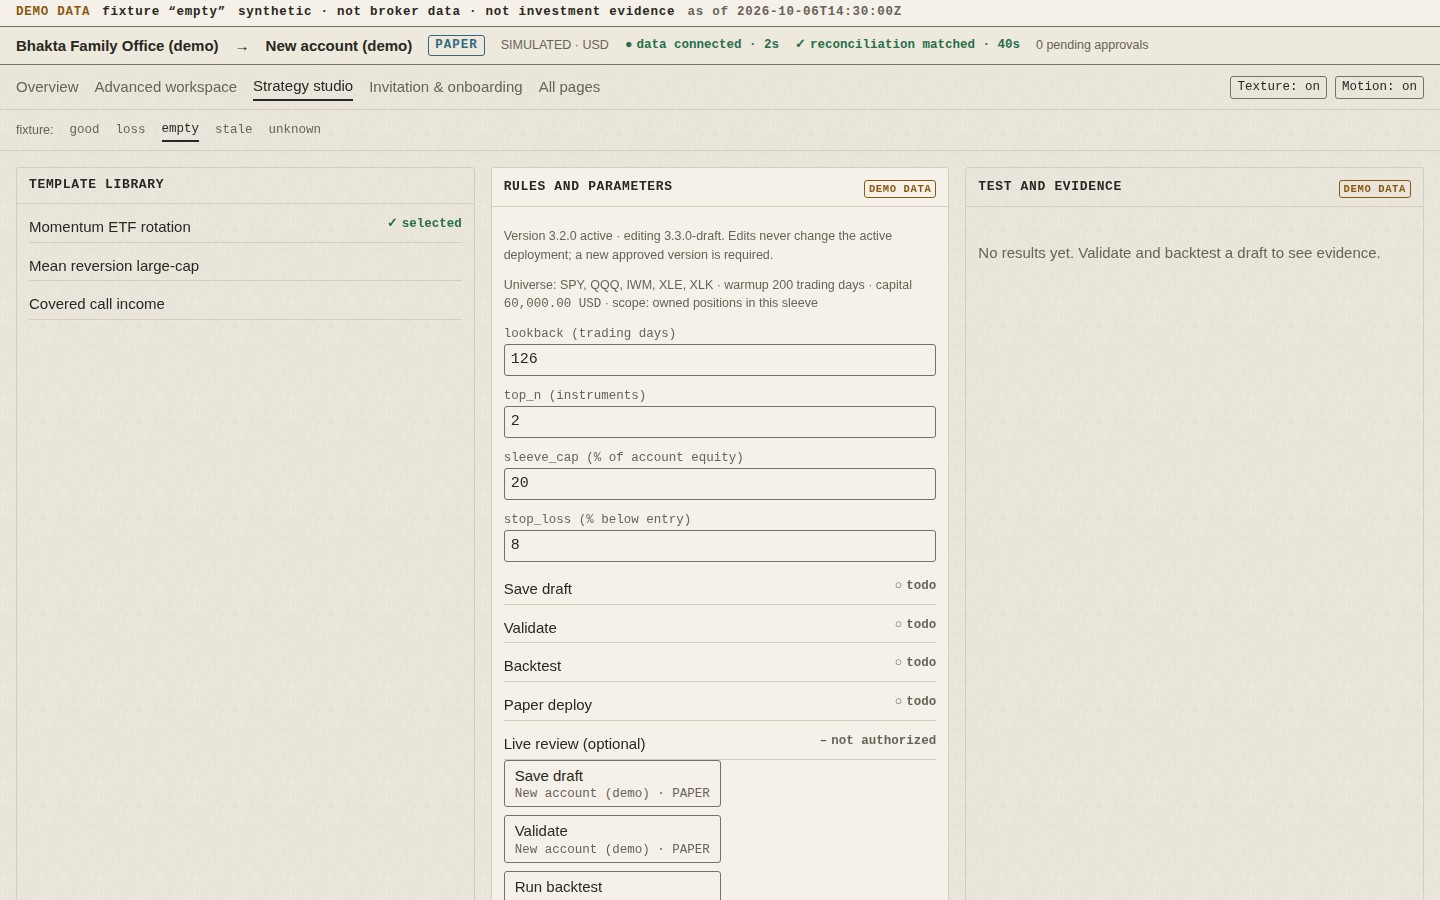 DEMO DATA fixture “empty” synthetic · not broker data · not investment evidence as of 2026-10-06T14:30:00Z
Bhakta Family Office (demo) → New account (demo) PAPER SIMULATED · USD ● data connected · 2s ✓ reconciliation matched · 40s 0 pending approvals
Overview Advanced workspace Strategy studio Invitation & onboarding All pages Texture: on Motion: on
fixture: good loss empty stale unknown
TEMPLATE LIBRARY
Momentum ETF rotation ✓ selected
Mean reversion large-cap
Covered call income
RULES AND PARAMETERS DEMO DATA
Version 3.2.0 active · editing 3.3.0-draft. Edits never change the active
deployment; a new approved version is required.
Universe: SPY, QQQ, IWM, XLE, XLK · warmup 200 trading days · capital
60,000.00 USD · scope: owned positions in this sleeve
lookback (trading days)
126
top_n (instruments)
2
sleeve_cap (% of account equity)
20
stop_loss (% below entry)
8
Save draft ○ todo
Validate ○ todo
Backtest ○ todo
Paper deploy ○ todo
Live review (optional) – not authorized
Save draft
New account (demo) · PAPER
Validate
New account (demo) · PAPER
Run backtest
TEST AND EVIDENCE DEMO DATA
No results yet. Validate and backtest a draft to see evidence.